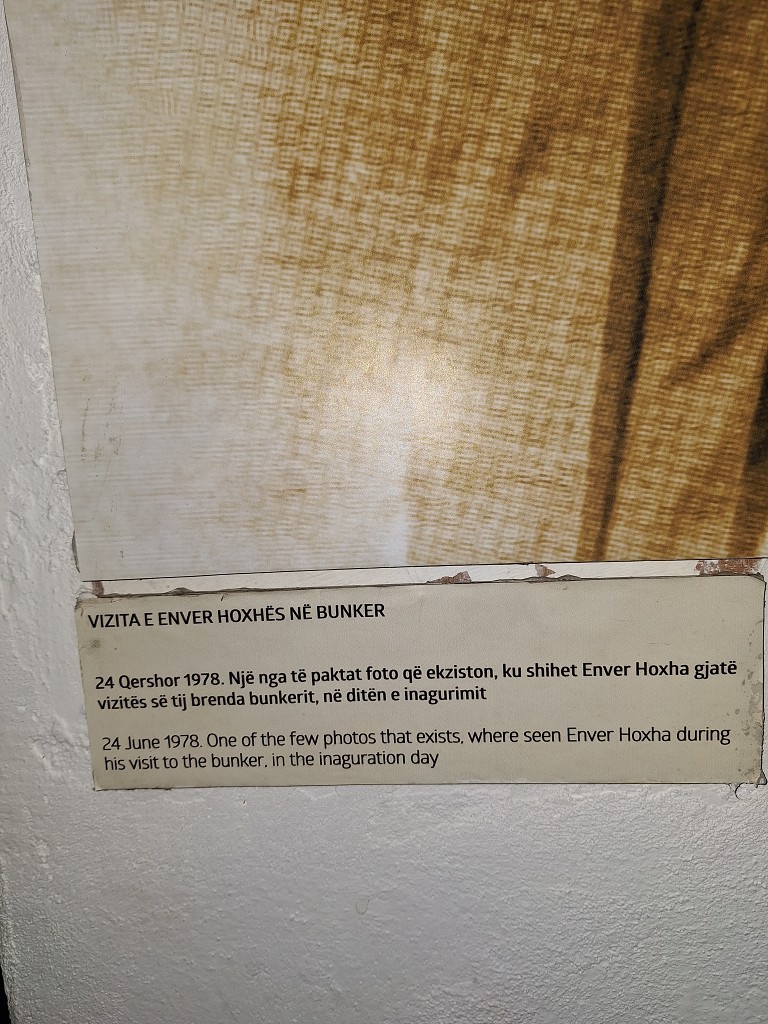 VIZITA E ENVER HOXHËS NË BUNKER
24 Qershor 1978. Një nga të paktat foto që ekziston, ku shihet Enver Hoxha gjatë
vizitës së tij brenda bunkerit, në ditën e inagurimit
24 June 1978. One of the few photos that exists, where seen Enver Hoxha during
his visit to the bunker, in the inaguration day